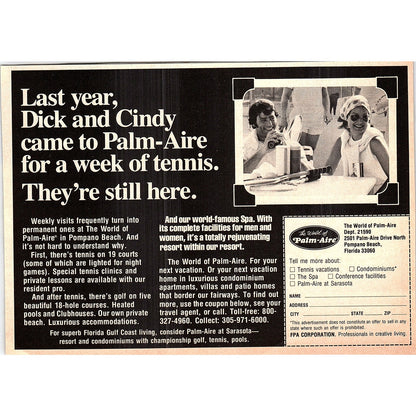 Last year,
Dick and Cindy
came to Palm-Aire
for a week of tennis.
They're still here.
Weekly visits frequently turn into
permanent ones at The World of
Palm-Aire® in Pompano Beach. And
it's not hard to understand why.
First, there's tennis on 19 courts
(some of which are lighted for night
games). Special tennis clinics and
private lessons are available with our
resident pro.
And after tennis, there's golf on five
beautiful 18-hole courses. Heated
pools and Clubhouses. Our own private
beach. Luxurious accommodations.
And our world-famous Spa. With
its complete facilities for men and
women, it's a totally rejuvenating
resort within our resort.
The World of Palm-Aire. For your
next vacation. Or your next vacation
home in luxurious condominium
apartments, villas and patio homes
that border our fairways. To find out
more, use the coupon below, see your
travel agent, or call. Toll-free: 800-
327-4960. Collect: 305-971-6000.
For superb Florida Gulf Coast living, consider Palm-Aire at Sarasota—
resort and condominiums with championship golf, tennis, pools.
The World of
Palm-Aire
The World of Palm-Aire
Dept. 21590
2501 Palm-Aire Drive North
Pompano Beach,
Florida 33060
Tell me more about:
Tennis vacations Condominiums*
The Spa Conference facilities
Palm-Aire at Sarasota
NAME
ADDRESS
CITY STATE ZIP
*This advertisement does not constitute an offer to sell in any
state where such an offer is prohibited.
FPA CORPORATION. Principals in Florida Living.